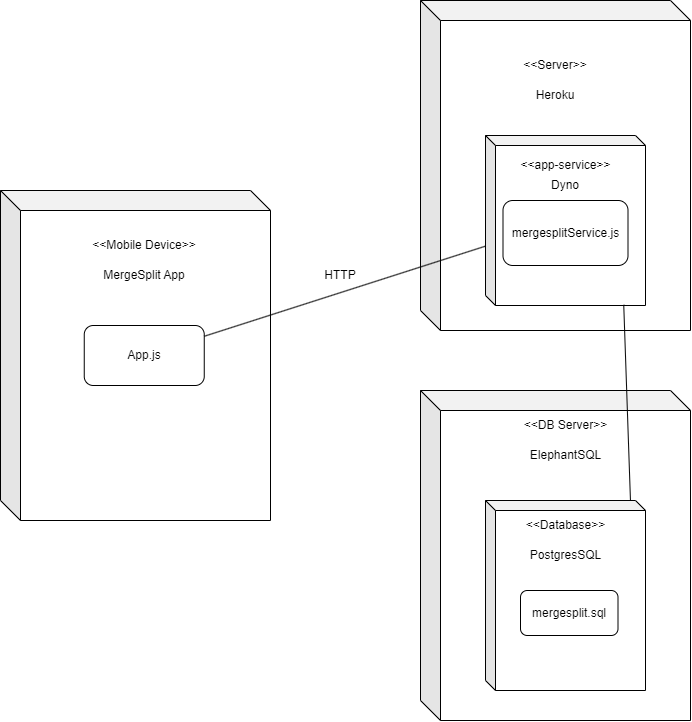 <<Server>>
Heroku
<<app-service>>
Dyno
mergesplitService.js
<<Mobile Device>>
MergeSplit App
App.js
HTTP
<<DB Server>>
ElephantSQL
<<Database>>
PostgresSQL
mergesplit.sql